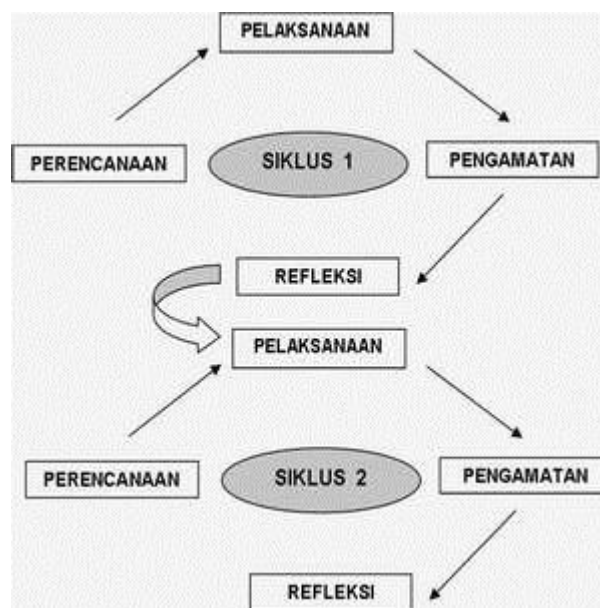 PELAKSANAAN
PERENCANAAN
SIKLUS 1
PENGAMATAN
REFLEKSI
PELAKSANAAN
PERENCANAAN
SIKLUS 2
PENGAMATAN
REFLEKSI